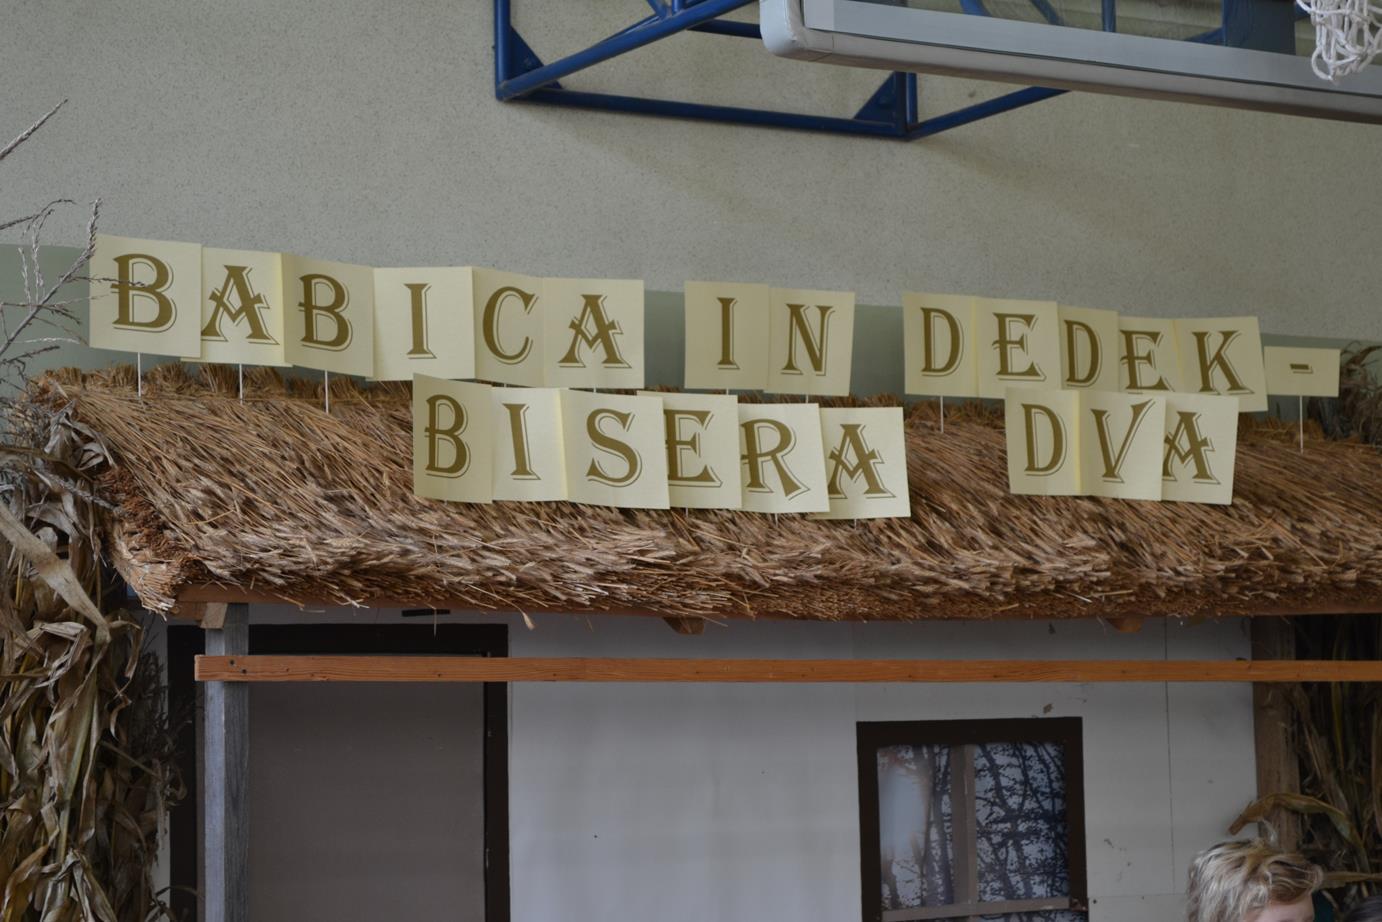 BABICA IN DEDEK-
BISERA DVA